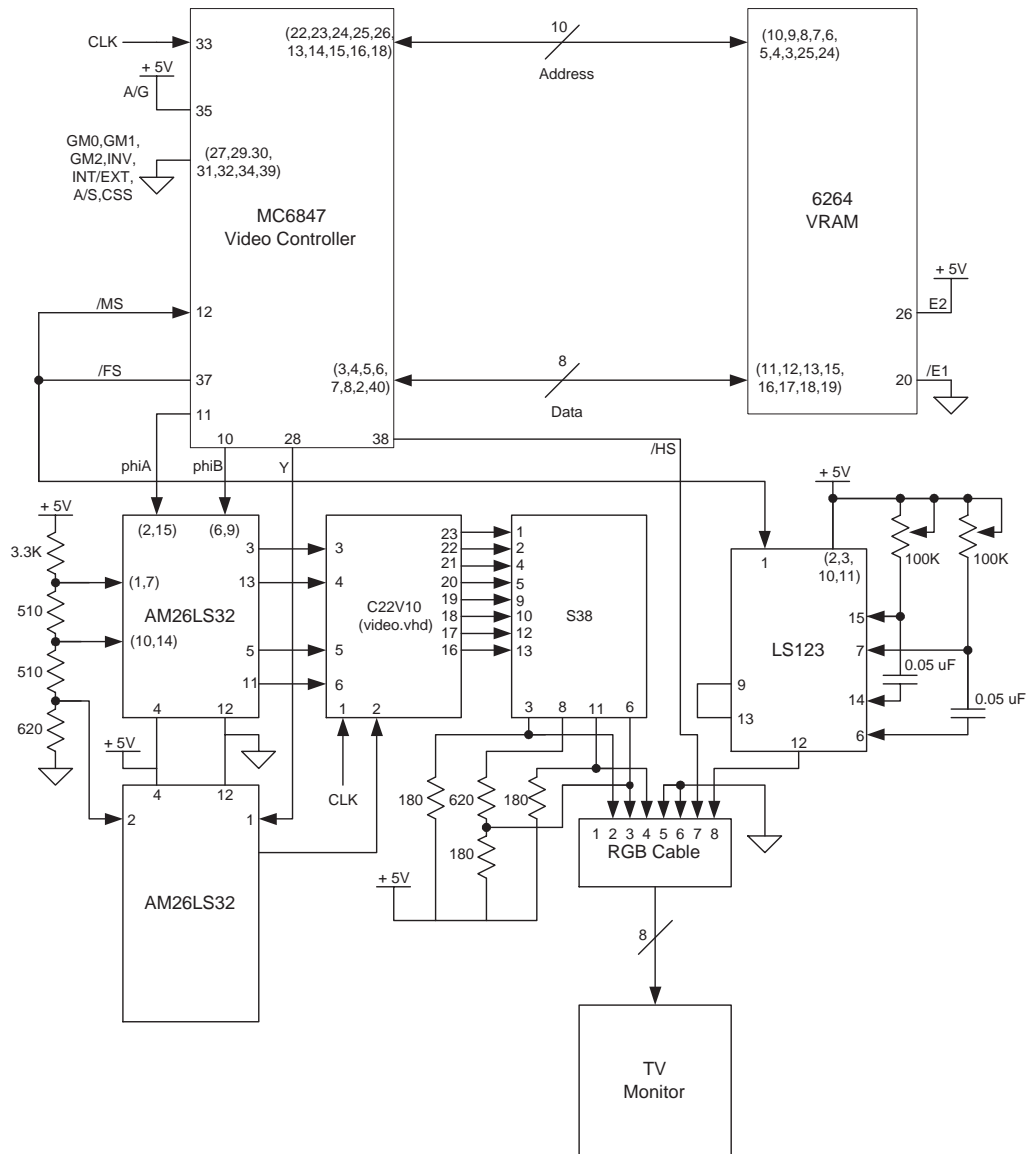 CLK
33
(22,23,24,25,26,
13,14,15,16,18)
10
Address
(10,9,8,7,6,
5,4,3,25,24)
+ 5V
A/G
35
GM0,GM1,
GM2,INV,
INT/EXT,
A/S,CSS
(27,29.30,
31,32,34,39)
MC6847
Video Controller
6264
VRAM
+ 5V
26
E2
/MS
12
/FS
37
(3,4,5,6,
7,8,2,40)
8
Data
(11,12,13,15,
16,17,18,19)
20
/E1
11
10
28
38
phiA
phiB
Y
/HS
+ 5V
3.3K
510
510
620
(2,15)
(6,9)
(1,7)
(10,14)
AM26LS32
3
13
5
11
4
12
3
4
5
6
C22V10
(video.vhd)
23
22
21
20
19
18
17
16
1
2
1
2
4
5
9
10
12
13
S38
3
8
11
6
+ 5V
1
(2,3,
10,11)
100K
100K
15
7
LS123
9
13
14
6
12
0.05 uF
0.05 uF
+ 5V
4
12
2
1
AM26LS32
CLK
180
620
180
180
+ 5V
1 2 3 4 5 6 7 8
RGB Cable
8
TV
Monitor